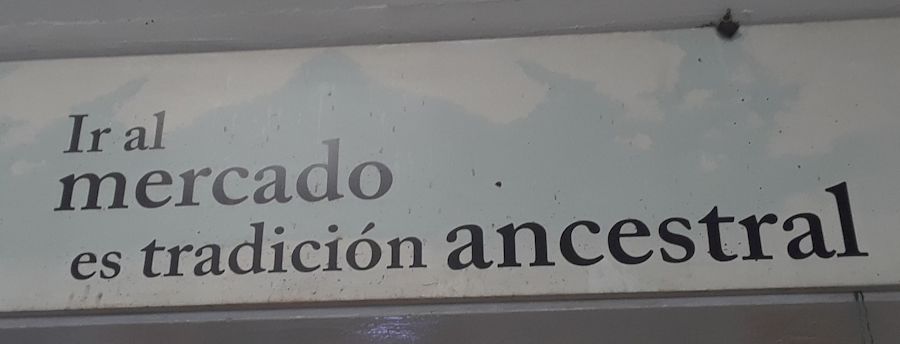 Ir al
mercado
es tradición ancestral